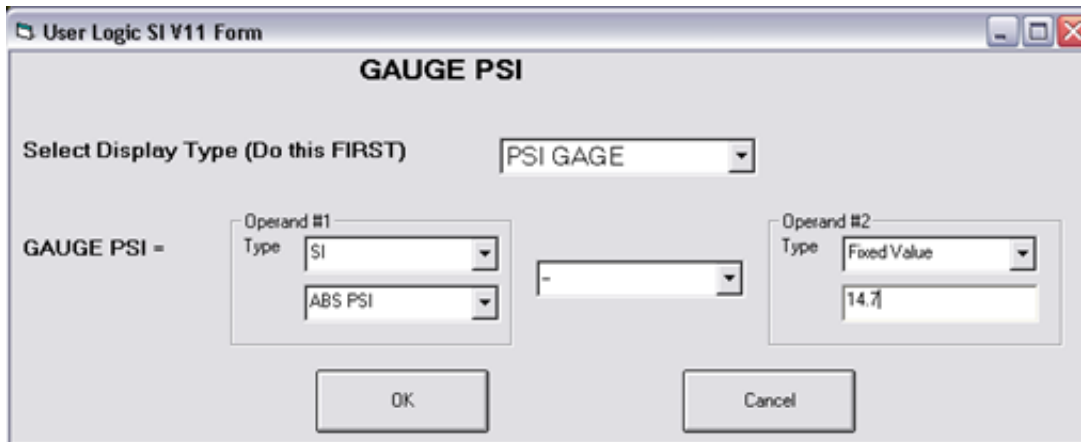 User Logic SI V11 Form
GAUGE PSI
Select Display Type (Do this FIRST)
PSI GAGE
Operand #1
Operand #2
GAUGE PSI =
Type
SI
-
Type
Fixed Value
ABS PSI
14.7
OK
Cancel